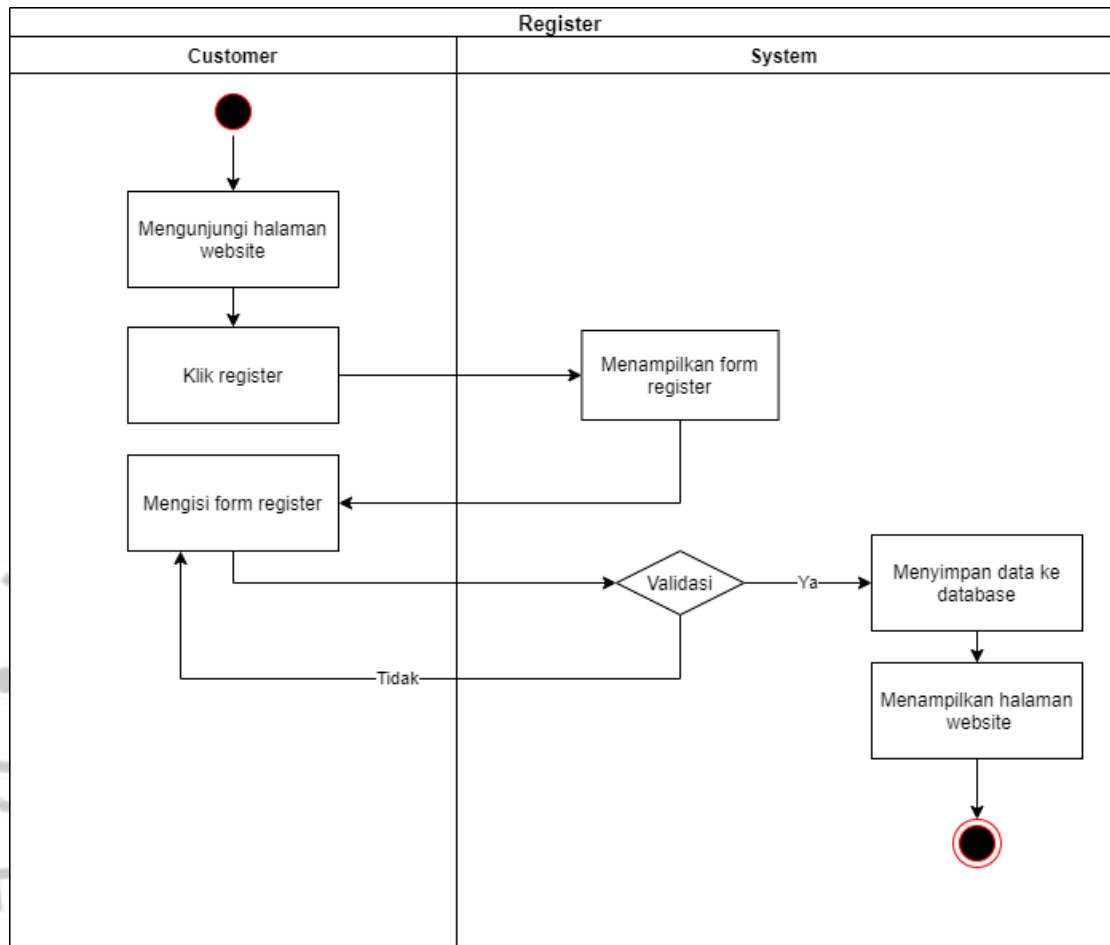 Register
Customer
System
Mengunjungi halaman
website
Klik register
Menampilkan form
register
Mengisi form register
Validasi
Ya
Menyimpan data ke
database
Tidak
Menampilkan halaman
website